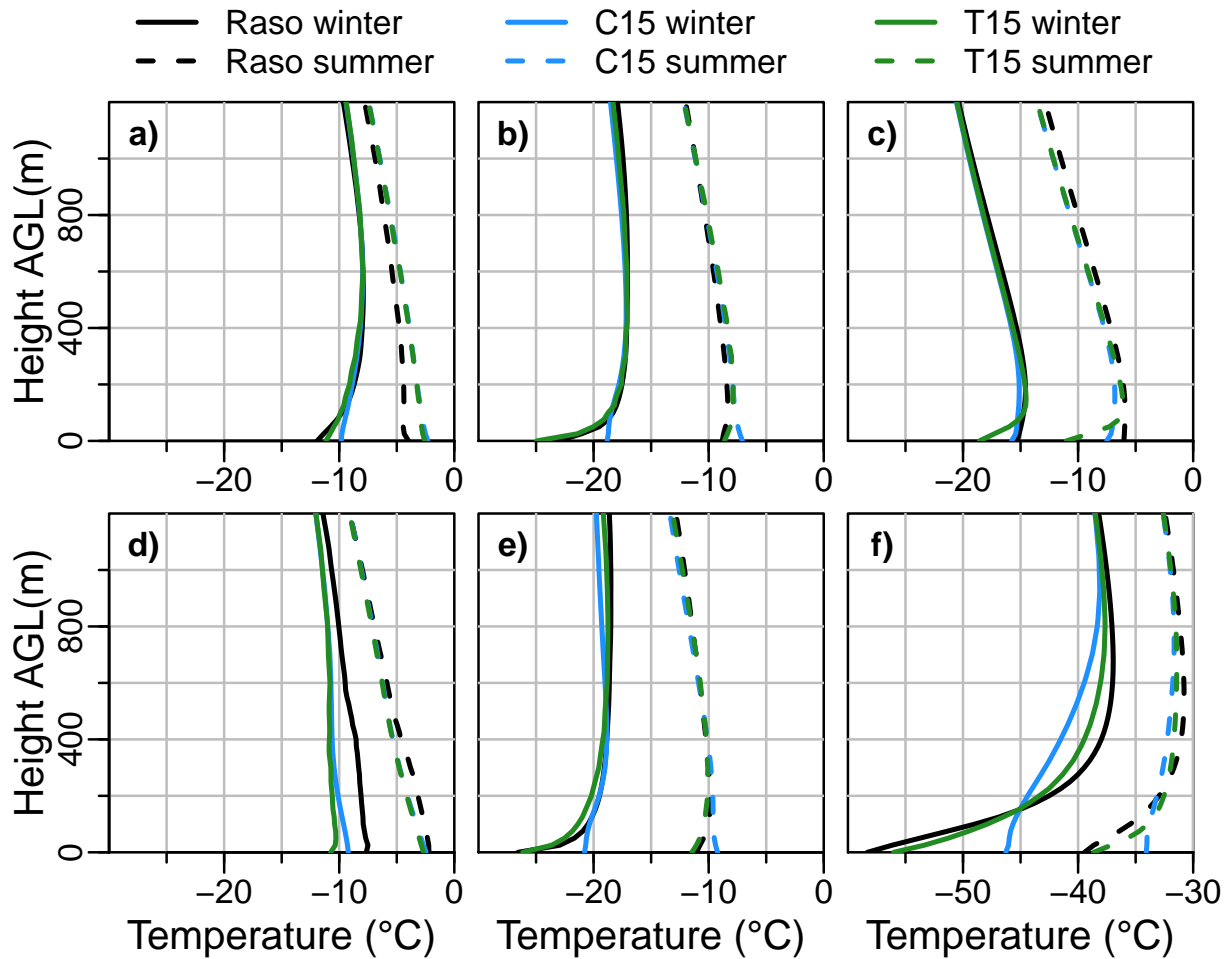 Raso winter C15 winter T15 winter
Raso summer C15 summer T15 summer
a) b) c)
Height AGL(m)
0 400 800
−20 −10 0 −20 −10 0 −20 −10 0
d) e) f)
Height AGL(m)
0 400 800
−20 −10 0 −20 −10 0 −50 −40 −30
Temperature (°C) Temperature (°C) Temperature (°C)